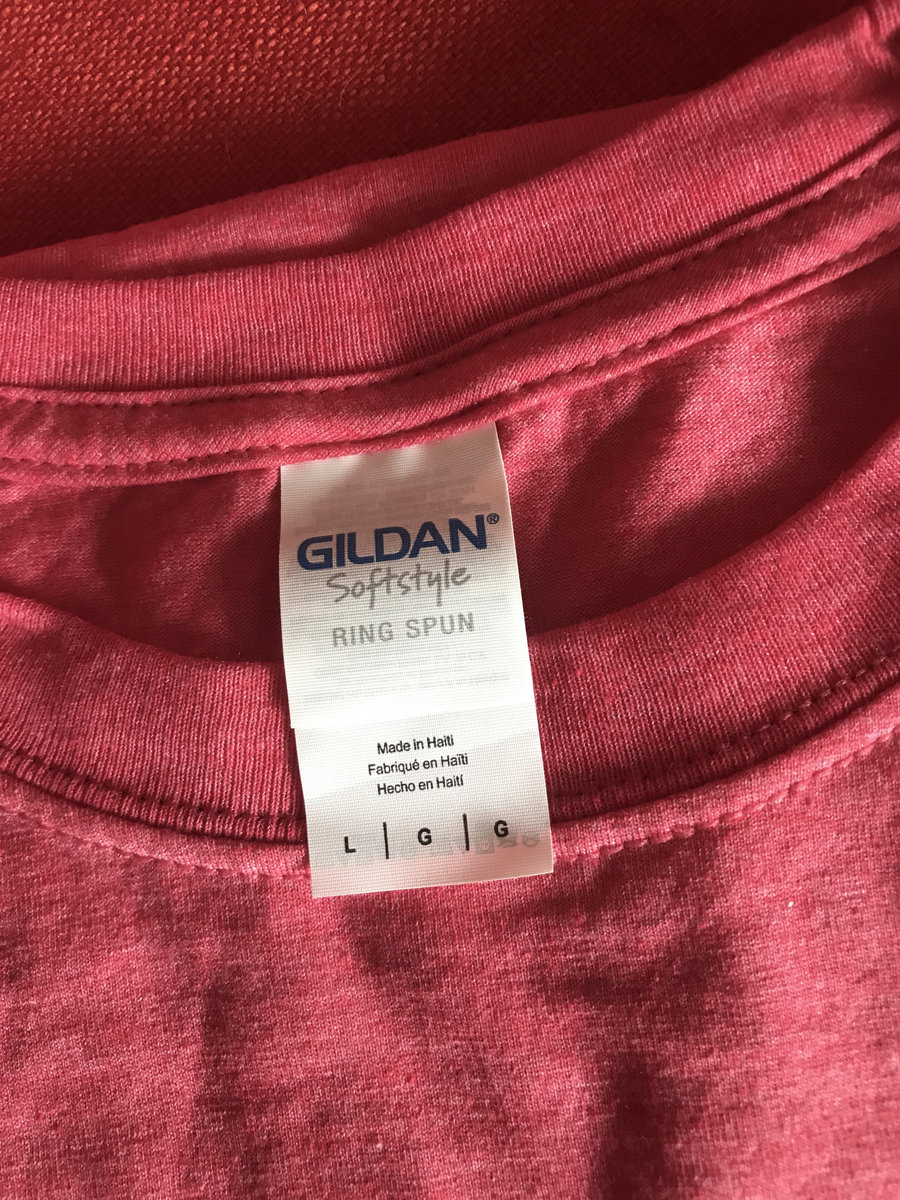 GILDAN®
Softstyle
RING SPUN
Made in Haiti
Fabriqué en Haïti
Hecho en Haití
L | G | G